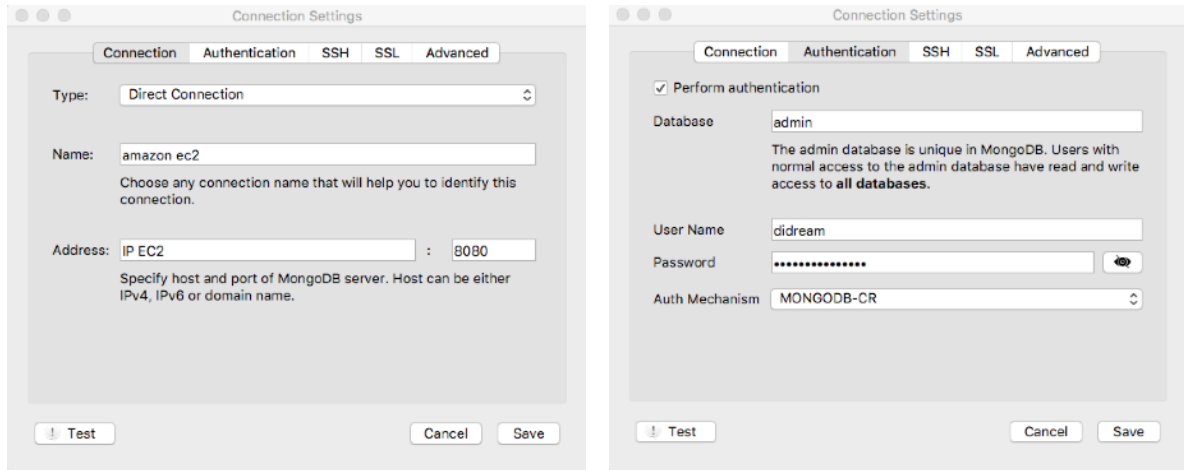 Connection Settings
Connection Authentication SSH SSL Advanced
Type: Direct Connection
Name: amazon ec2
Choose any connection name that will help you to identify this
connection.
Address: IP EC2 : 8080
Specify host and port of MongoDB server. Host can be either
IPv4, IPv6 or domain name.
! Test Cancel Save
Connection Settings
Connection Authentication SSH SSL Advanced
Perform authentication
Database admin
The admin database is unique in MongoDB. Users with
normal access to the admin database have read and write
access to all databases.
User Name didream
Password •••••••••••••••
Auth Mechanism MONGODB-CR
! Test Cancel Save